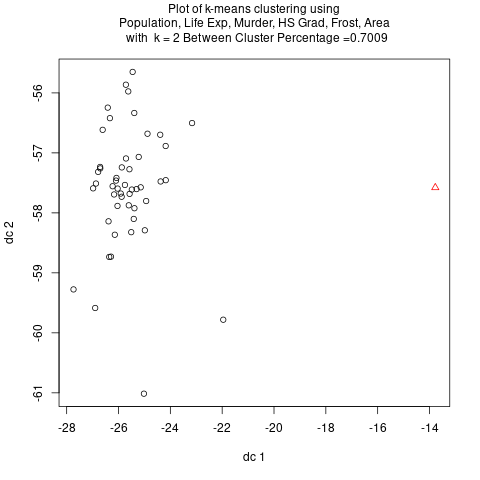 Plot of k-means clustering using
Population, Life Exp, Murder, HS Grad, Frost, Area
with  k = 2 Between Cluster Percentage =0.7009
-56
-57
-58
-59
-60
-61
dc 2
-28 -26 -24 -22 -20 -18 -16 -14
dc 1